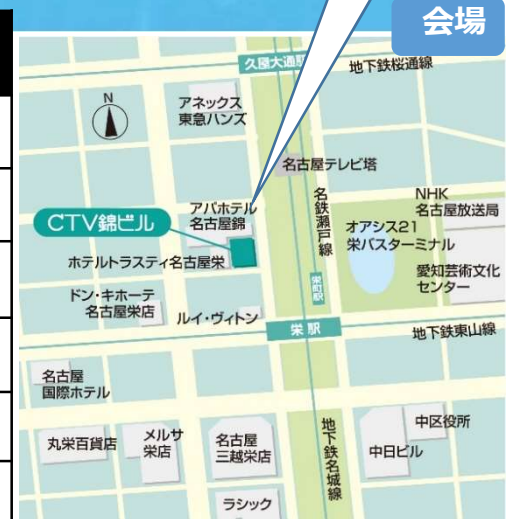 会場
久屋大通駅
地下鉄桜通線
N
アネックス
東急ハンズ
名古屋テレビ塔
アパホテル
名古屋錦
CTV錦ビル
ホテルトラスティ名古屋栄
名鉄瀬戸線
NHK
名古屋放送局
オアシス21
栄バスターミナル
愛知芸術文化
センター
ドン・キホーテ
名古屋栄店
ルイ・ヴィトン
栄町駅
栄駅
地下鉄東山線
名古屋
国際ホテル
丸栄百貨店
メルサ
栄店
名古屋
三越栄店
地下鉄名城線
中日ビル
中区役所
ラシック